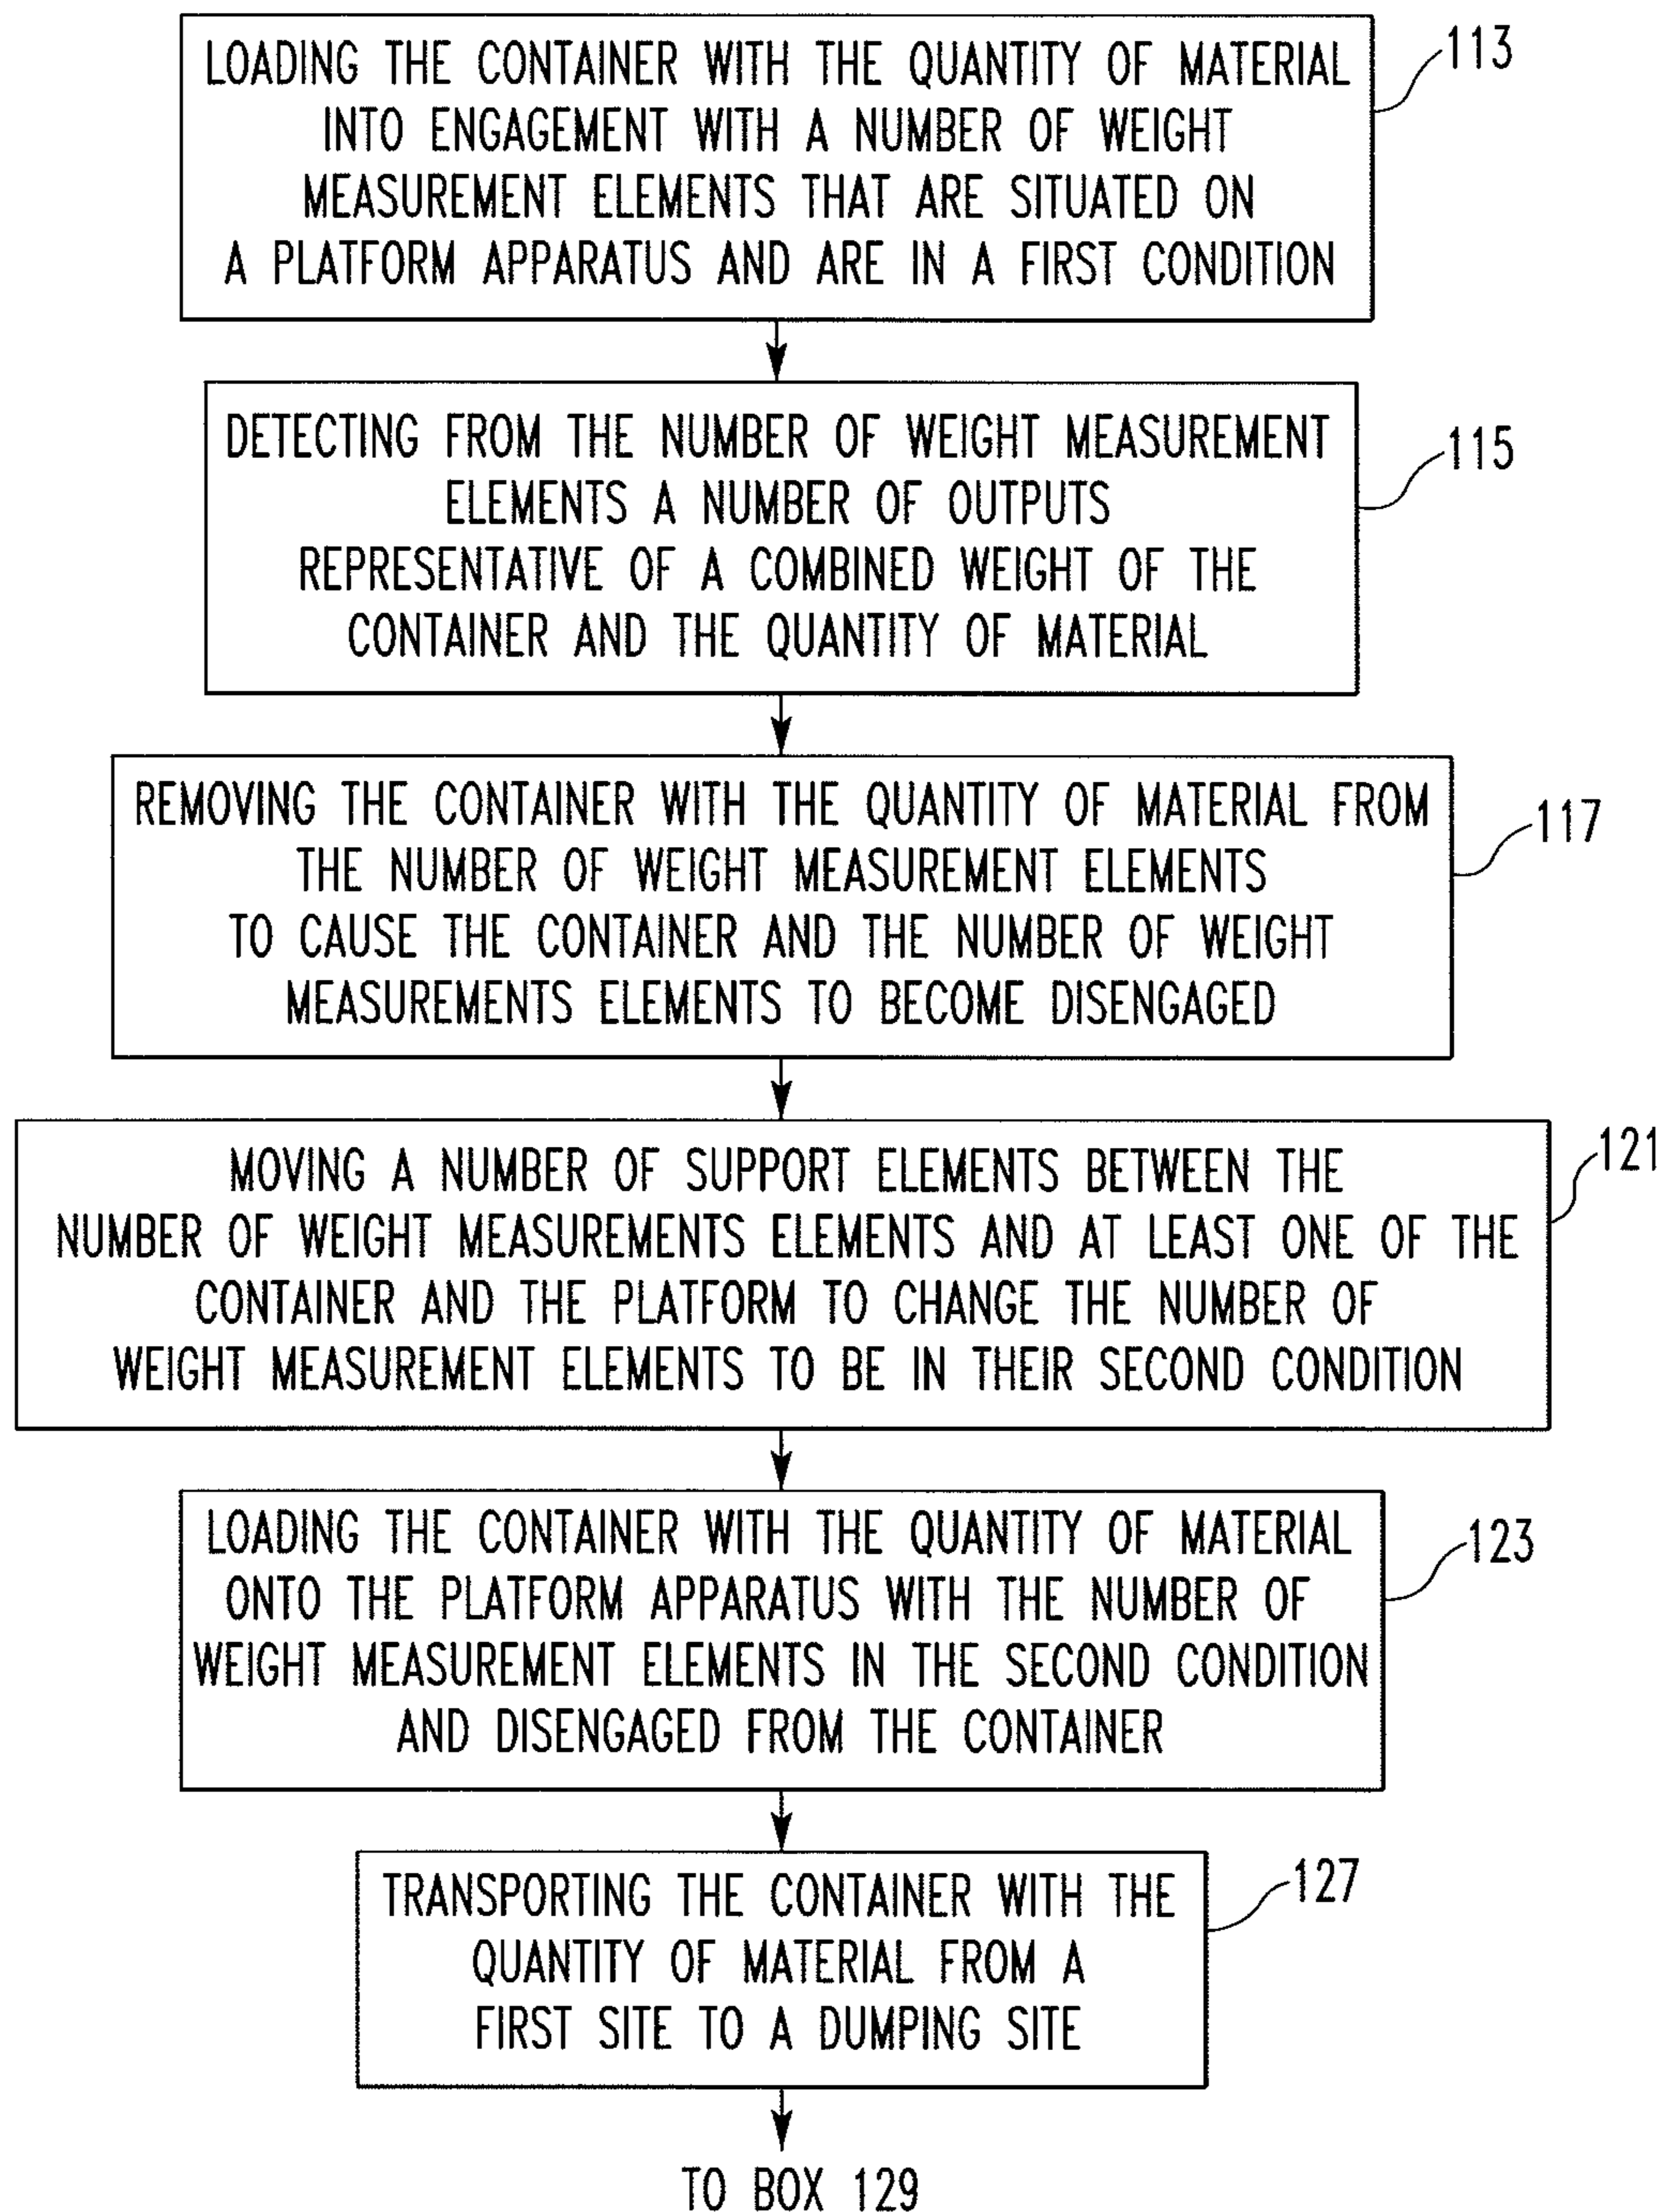 LOADING THE CONTAINER WITH THE QUANTITY OF MATERIAL
INTO ENGAGEMENT WITH A NUMBER OF WEIGHT
MEASUREMENT ELEMENTS THAT ARE SITUATED ON
A PLATFORM APPARATUS AND ARE IN A FIRST CONDITION
113
DETECTING FROM THE NUMBER OF WEIGHT MEASUREMENT
ELEMENTS A NUMBER OF OUTPUTS
REPRESENTATIVE OF A COMBINED WEIGHT OF THE
CONTAINER AND THE QUANTITY OF MATERIAL
115
REMOVING THE CONTAINER WITH THE QUANTITY OF MATERIAL FROM
THE NUMBER OF WEIGHT MEASUREMENT ELEMENTS
TO CAUSE THE CONTAINER AND THE NUMBER OF WEIGHT
MEASUREMENTS ELEMENTS TO BECOME DISENGAGED
117
MOVING A NUMBER OF SUPPORT ELEMENTS BETWEEN THE
NUMBER OF WEIGHT MEASUREMENTS ELEMENTS AND AT LEAST ONE OF THE
CONTAINER AND THE PLATFORM TO CHANGE THE NUMBER OF
WEIGHT MEASUREMENT ELEMENTS TO BE IN THEIR SECOND CONDITION
121
LOADING THE CONTAINER WITH THE QUANTITY OF MATERIAL
ONTO THE PLATFORM APPARATUS WITH THE NUMBER OF
WEIGHT MEASUREMENT ELEMENTS IN THE SECOND CONDITION
AND DISENGAGED FROM THE CONTAINER
123
TRANSPORTING THE CONTAINER WITH THE
QUANTITY OF MATERIAL FROM A
FIRST SITE TO A DUMPING SITE
127
TO BOX 129